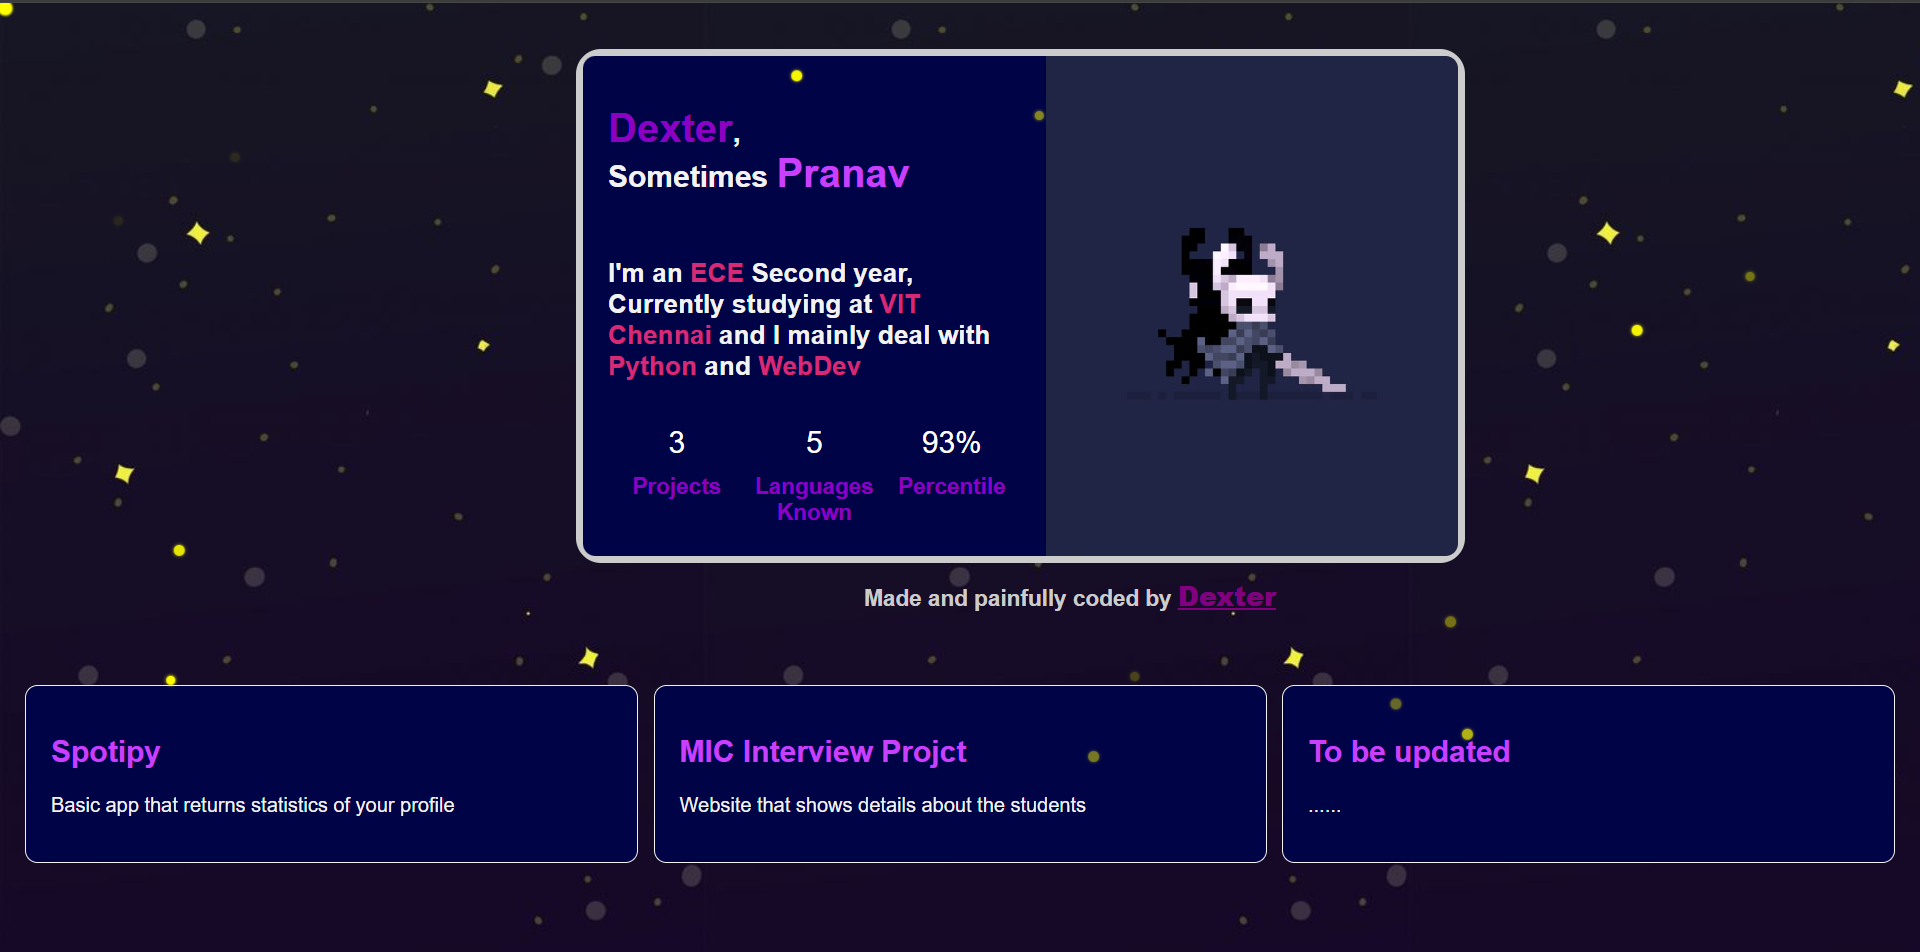 Dexter,
Sometimes Pranav
I'm an ECE Second year,
Currently studying at VIT
Chennai and I mainly deal with
Python and WebDev
3 5 93%
Projects Languages Percentile
Known
Made and painfully coded by Dexter
Spotipy
Basic app that returns statistics of your profile
MIC Interview Projct
Website that shows details about the students
To be updated
......